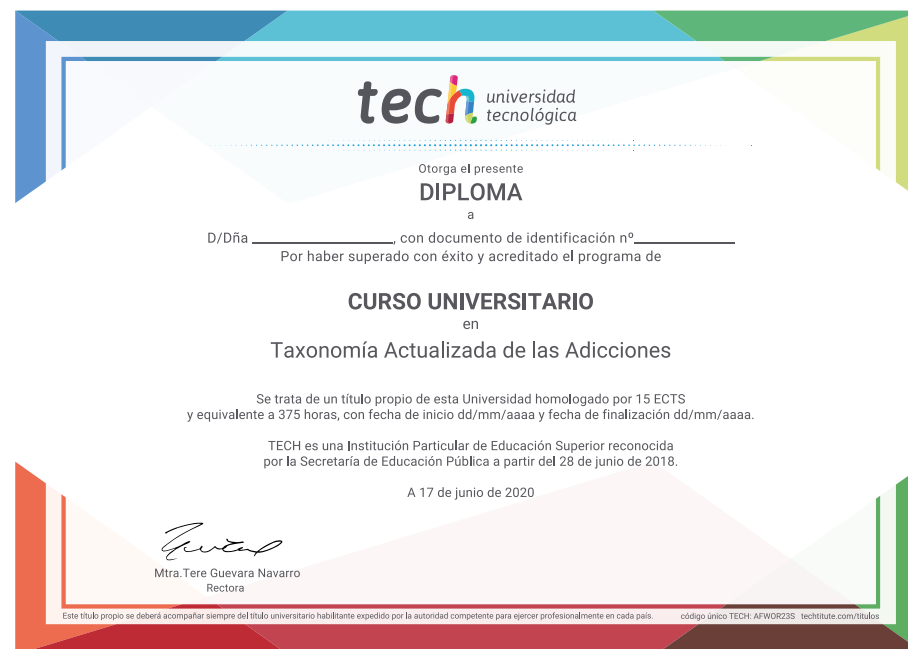 tech universidad
tecnológica
Otorga el presente
DIPLOMA
a
D/Dña ____________________, con documento de identificación nº______________
Por haber superado con éxito y acreditado el programa de
CURSO UNIVERSITARIO
en
Taxonomía Actualizada de las Adicciones
Se trata de un título propio de esta Universidad homologado por 15 ECTS
y equivalente a 375 horas, con fecha de inicio dd/mm/aaaa y fecha de finalización dd/mm/aaaa.
TECH es una Institución Particular de Educación Superior reconocida
por la Secretaría de Educación Pública a partir del 28 de junio de 2018.
A 17 de junio de 2020
Mtra.Tere Guevara Navarro
Rectora
Este título propio se deberá acompañar siempre del título universitario habilitante expedido por la autoridad competente para ejercer profesionalmente en cada país. código único TECH: AFWOR23S techtitute.com/titulos